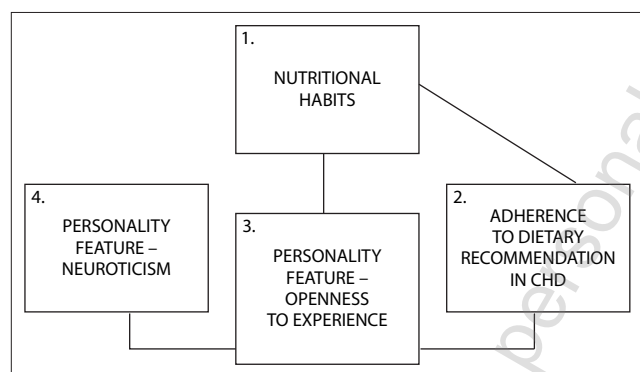 1.
NUTRITIONAL
HABITS
4.
PERSONALITY
FEATURE –
NEUROTICISM
3.
PERSONALITY
FEATURE –
OPENNESS
TO EXPERIENCE
2.
ADHERENCE
TO DIETARY
RECOMMENDATION
IN CHD
personal